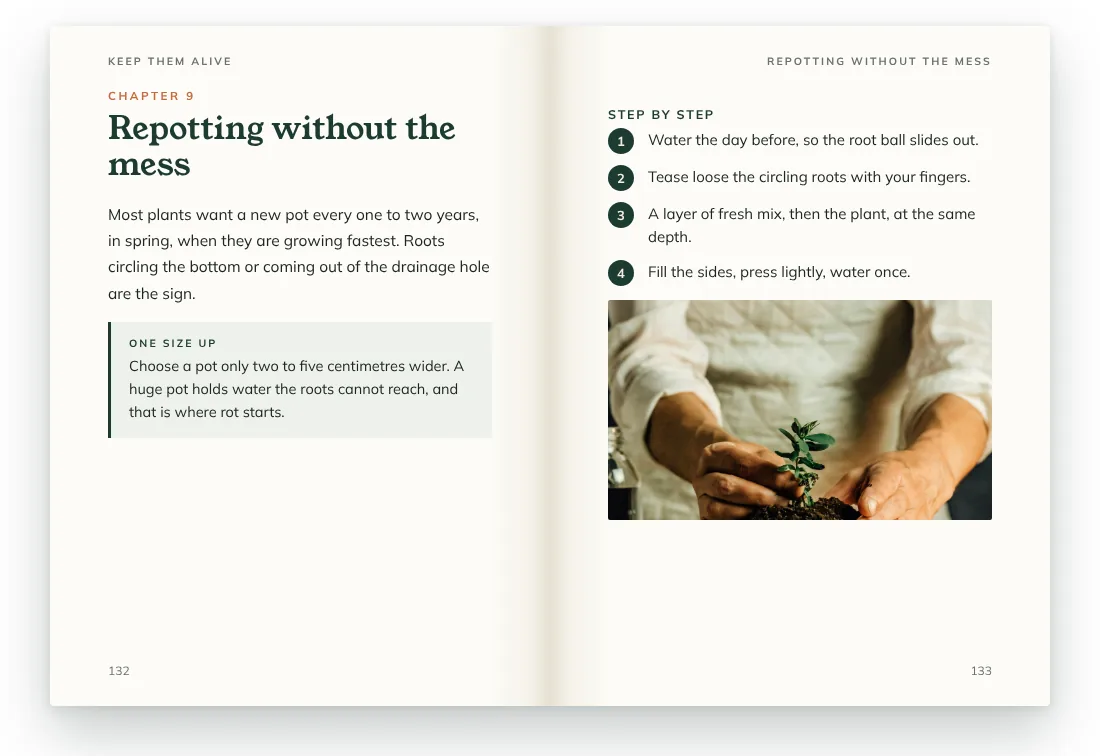 KEEP THEM ALIVE
CHAPTER 9
Repotting without the
mess
Most plants want a new pot every one to two years,
in spring, when they are growing fastest. Roots
circling the bottom or coming out of the drainage hole
are the sign.
ONE SIZE UP
Choose a pot only two to five centimetres wider. A
huge pot holds water the roots cannot reach, and
that is where rot starts.
132
REPOTTING WITHOUT THE MESS
STEP BY STEP
1 Water the day before, so the root ball slides out.
2 Tease loose the circling roots with your fingers.
3 A layer of fresh mix, then the plant, at the same
depth.
4 Fill the sides, press lightly, water once.
133